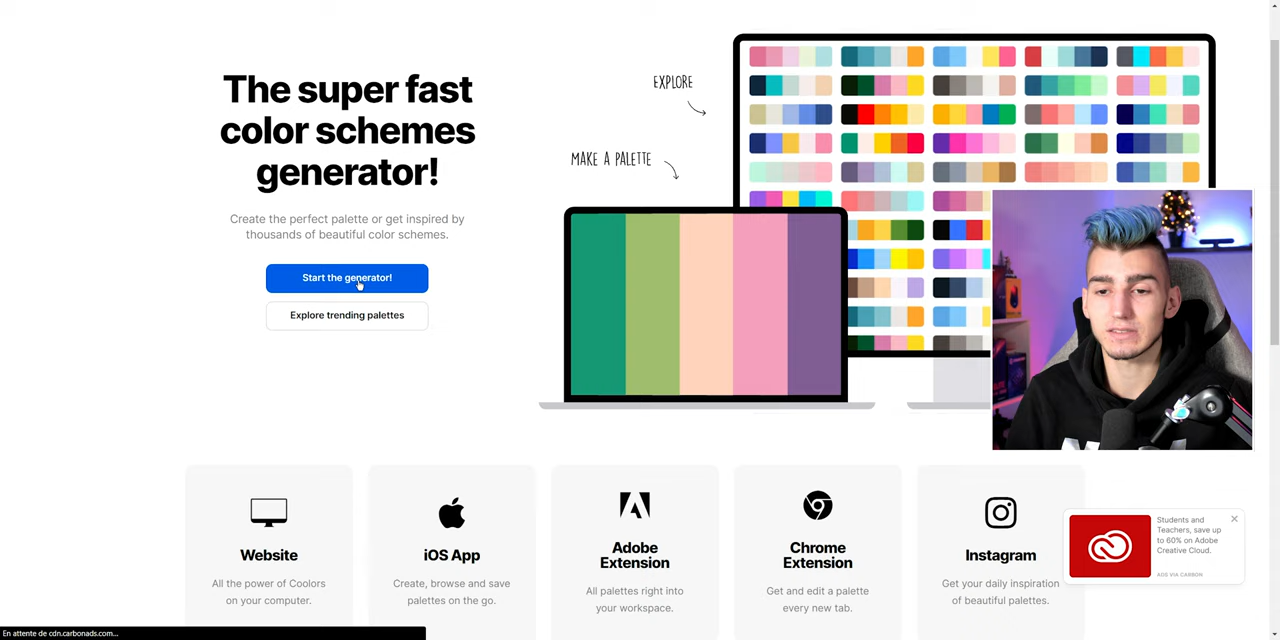 The super fast
color schemes
generator!
Create the perfect palette or get inspired by
thousands of beautiful color schemes.
Start the generator!
Explore trending palettes
EXPLORE
MAKE A PALETTE
Website
All the power of Coolors
on your computer.
iOS App
Create, browse and save
palettes on the go.
Adobe
Extension
All palettes right into
your workspace.
Chrome
Extension
Get and edit a palette
every new tab.
Instagram
Get your daily inspiration
of beautiful palettes.
Students and
Teachers, save up
to 60% on Adobe
Creative Cloud.
ADS VIA CARBON
En attente de cdn.carbonads.com...